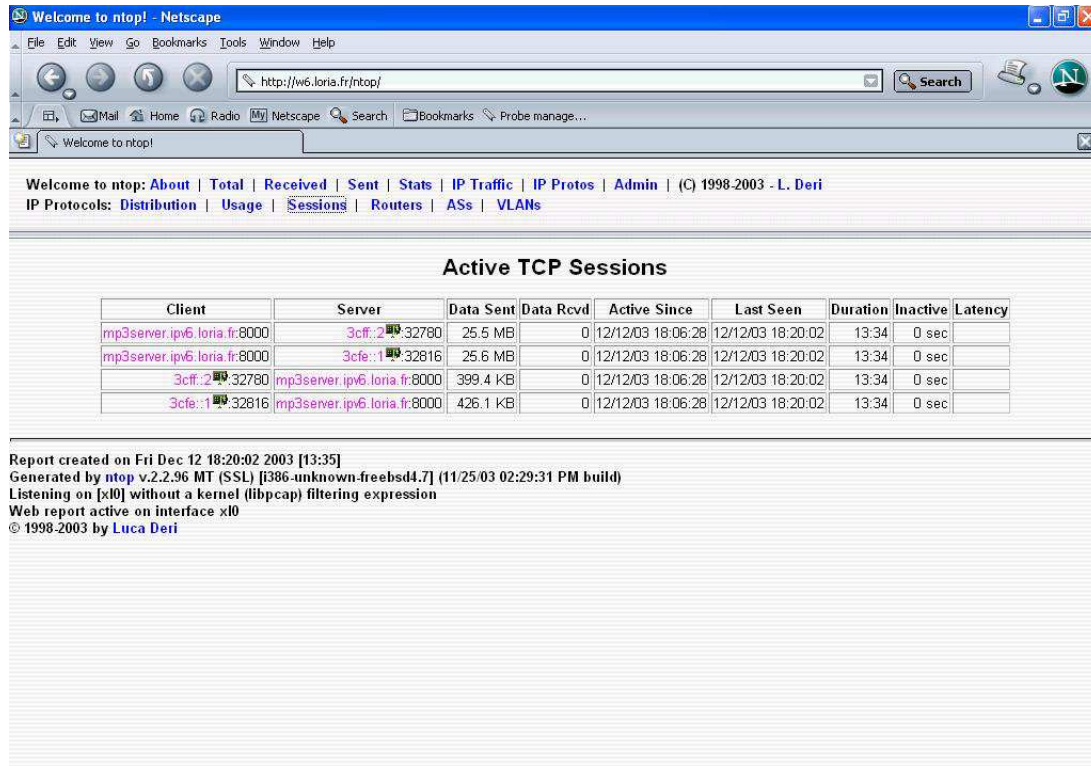 Welcome to ntop! - Netscape
File Edit View Go Bookmarks Tools Window Help
http://w6.loria.fr/ntop/ Search N
Mail Home Radio My Netscape Search Bookmarks Probe manage...
Welcome to ntop!
Welcome to ntop: About | Total | Received | Sent | Stats | IP Traffic | IP Protos | Admin | (C) 1998-2003 - L. Deri
IP Protocols: Distribution | Usage | Sessions | Routers | ASs | VLANs
Active TCP Sessions
Client Server Data Sent Data Rcvd Active Since Last Seen Duration Inactive Latency
mp3server.ipv6.loria.fr:8000 3cff::2 :32780 25.5 MB 0 12/12/03 18:06:28 12/12/03 18:20:02 13:34 0 sec
mp3server.ipv6.loria.fr:8000 3cfe::1 :32816 25.6 MB 0 12/12/03 18:06:28 12/12/03 18:20:02 13:34 0 sec
3cff::2 :32780 mp3server.ipv6.loria.fr:8000 399.4 KB 0 12/12/03 18:06:28 12/12/03 18:20:02 13:34 0 sec
3cfe::1 :32816 mp3server.ipv6.loria.fr:8000 426.1 KB 0 12/12/03 18:06:28 12/12/03 18:20:02 13:34 0 sec
Report created on Fri Dec 12 18:20:02 2003 [13:35]
Generated by ntop v.2.2.96 MT (SSL) [i386-unknown-freebsd4.7] (11/25/03 02:29:31 PM build)
Listening on [xl0] without a kernel (libpcap) filtering expression
Web report active on interface xl0
© 1998-2003 by Luca Deri